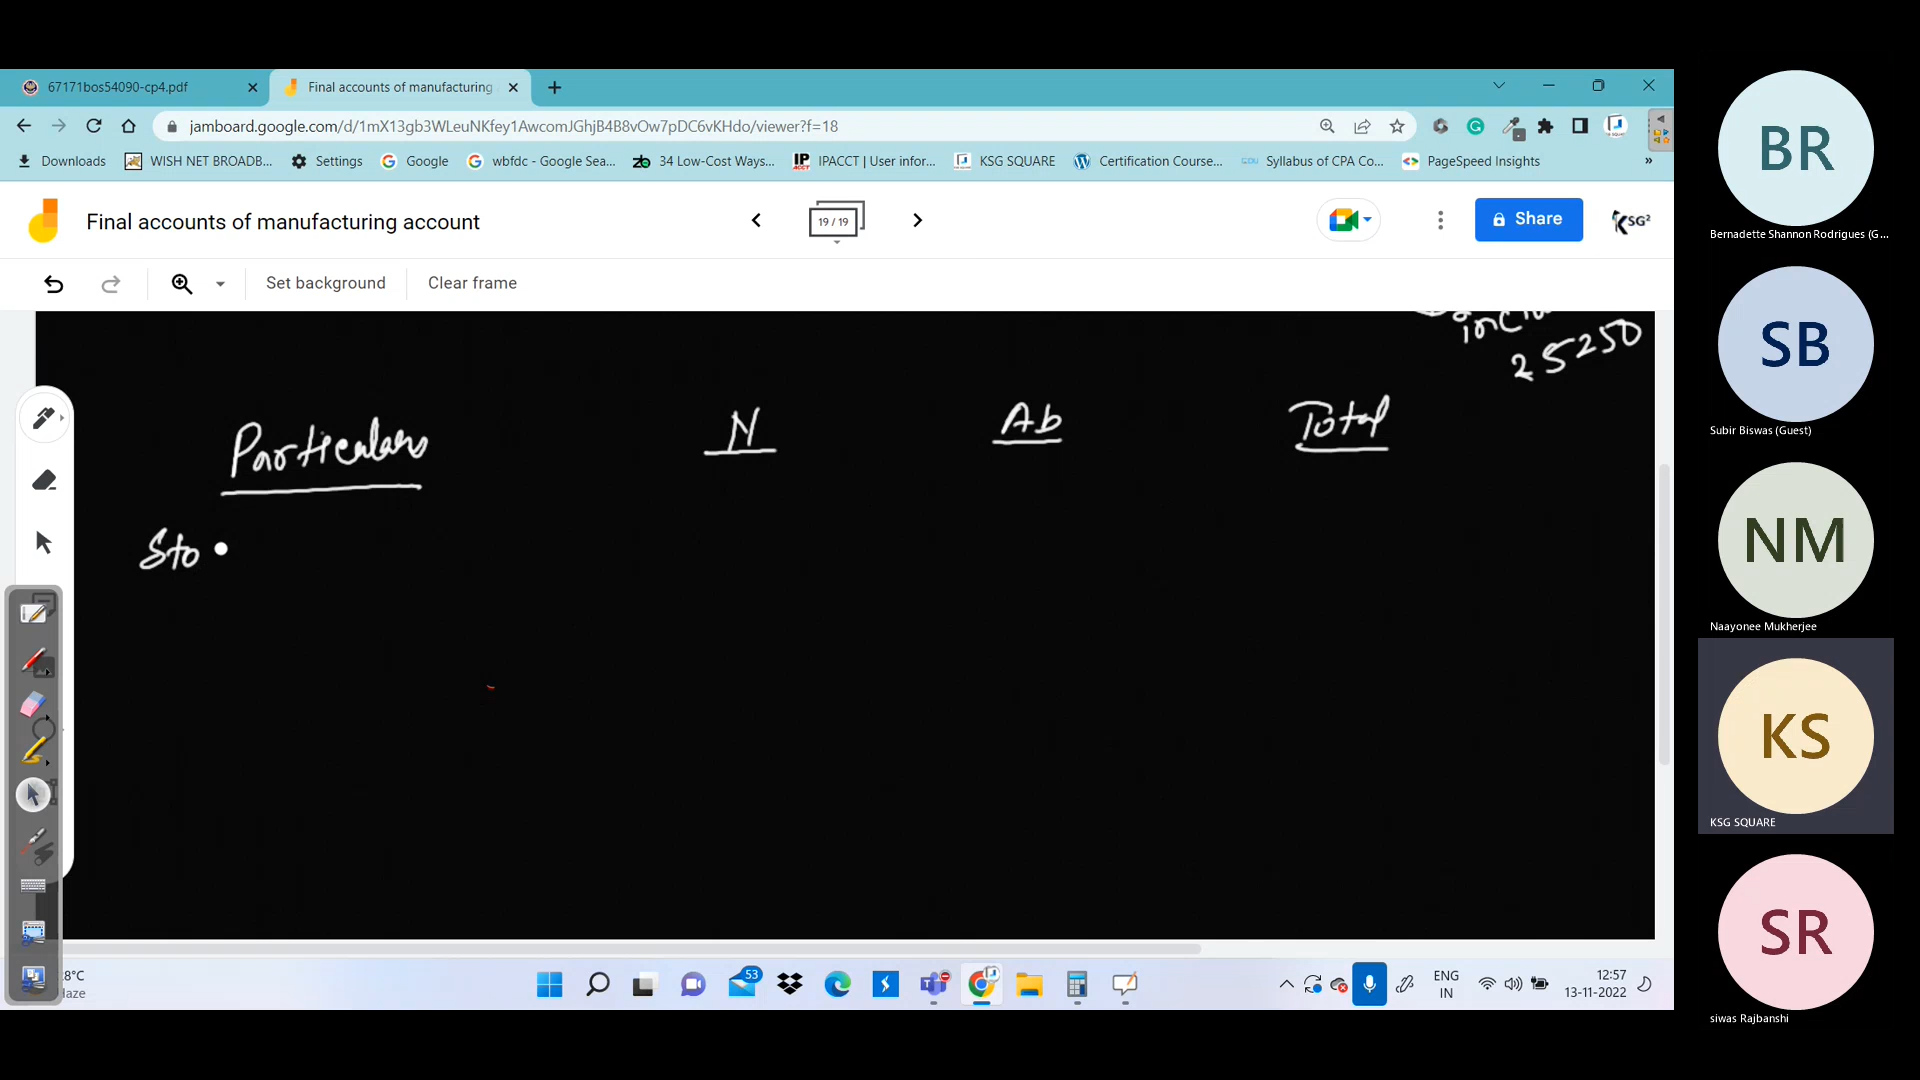 67171bos54090-cp4.pdf
Final accounts of manufacturing
jamboard.google.com/d/1mX13gb3WLeuNKfey1AwcomJGhjB4B8vOw7pDC6vKHdo/viewer?f=18
Downloads WISH NET BROADB... Settings Google wbfdc - Google Sea... 34 Low-Cost Ways... IPACCT | User infor... KSG SQUARE Certification Course... Syllabus of CPA Co... PageSpeed Insights »
Final accounts of manufacturing account
19 / 19
Share
KSG²
Set background Clear frame
25250
Particulars N Ab Total
Sto
8°C
Haze
53
ENG
IN
12:57
13-11-2022
BR
Bernadette Shannon Rodrigues (G...
SB
Subir Biswas (Guest)
NM
Naayonee Mukherjee
KS
KSG SQUARE
SR
siwas Rajbanshi